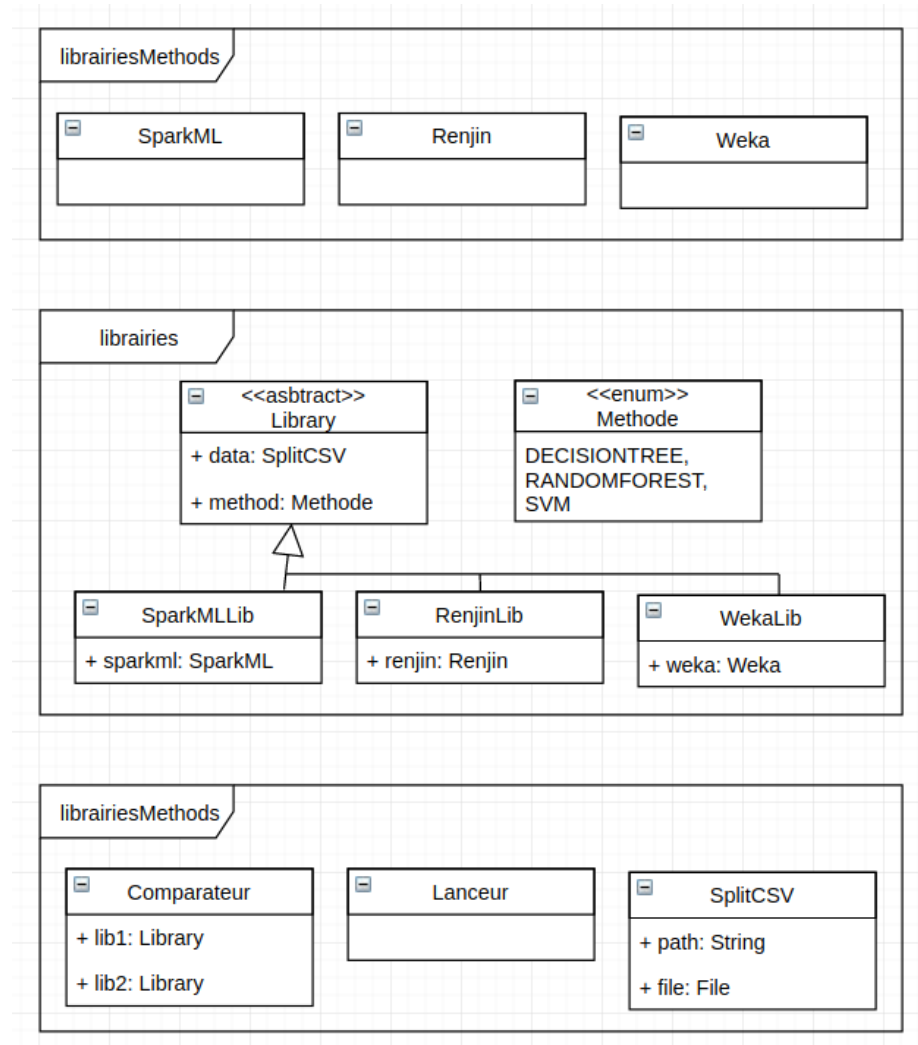 librairiesMethods
SparkML
Renjin
Weka
librairies
<<asbtract>>
Library
+ data: SplitCSV
+ method: Methode
<<enum>>
Methode
DECISIONTREE,
RANDOMFOREST,
SVM
SparkMLLib
+ sparkml: SparkML
RenjinLib
+ renjin: Renjin
WekaLib
+ weka: Weka
librairiesMethods
Comparateur
+ lib1: Library
+ lib2: Library
Lanceur
SplitCSV
+ path: String
+ file: File